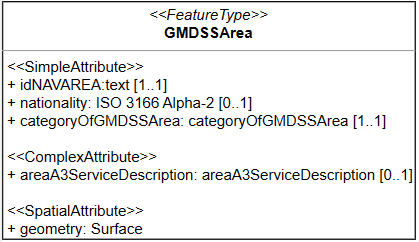 <<FeatureType>>
GMDSSArea
<<SimpleAttribute>>
+ idNAVAREA:text [1..1]
+ nationality: ISO 3166 Alpha-2 [0..1]
+ categoryOfGMDSSArea: categoryOfGMDSSArea [1..1]
<<ComplexAttribute>>
+ areaA3ServiceDescription: areaA3ServiceDescription [0..1]
<<SpatialAttribute>>
+ geometry: Surface